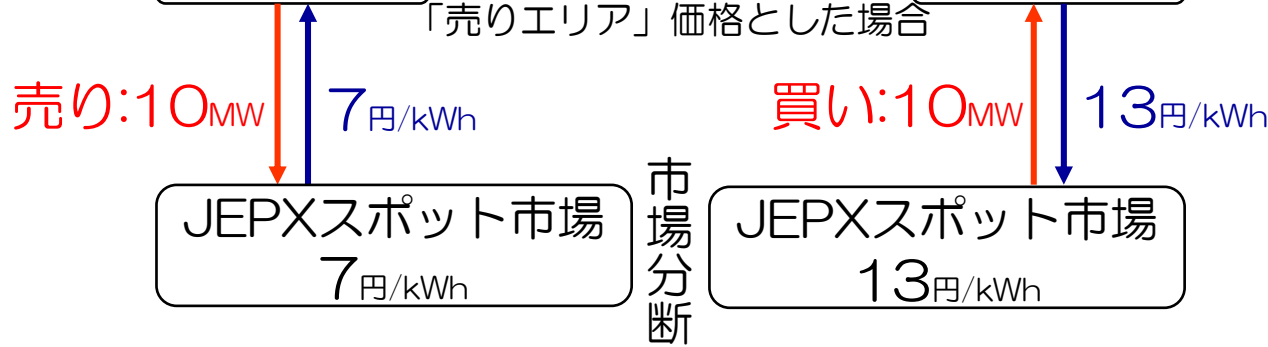 「売りエリア」価格とした場合
売り:10MW
7円/kWh
買い:10MW
13円/kWh
JEPXスポット市場
7円/kWh
市場分断
JEPXスポット市場
13円/kWh